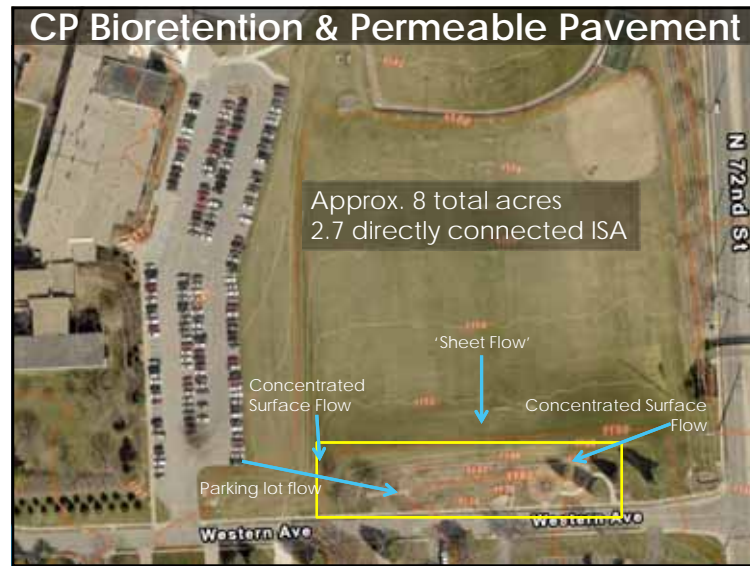 CP Bioretention & Permeable Pavement
N 72nd St
Approx. 8 total acres
2.7 directly connected ISA
'Sheet Flow'
Concentrated
Surface Flow
Concentrated Surface
Flow
Parking lot flow
Western Ave
Western Ave